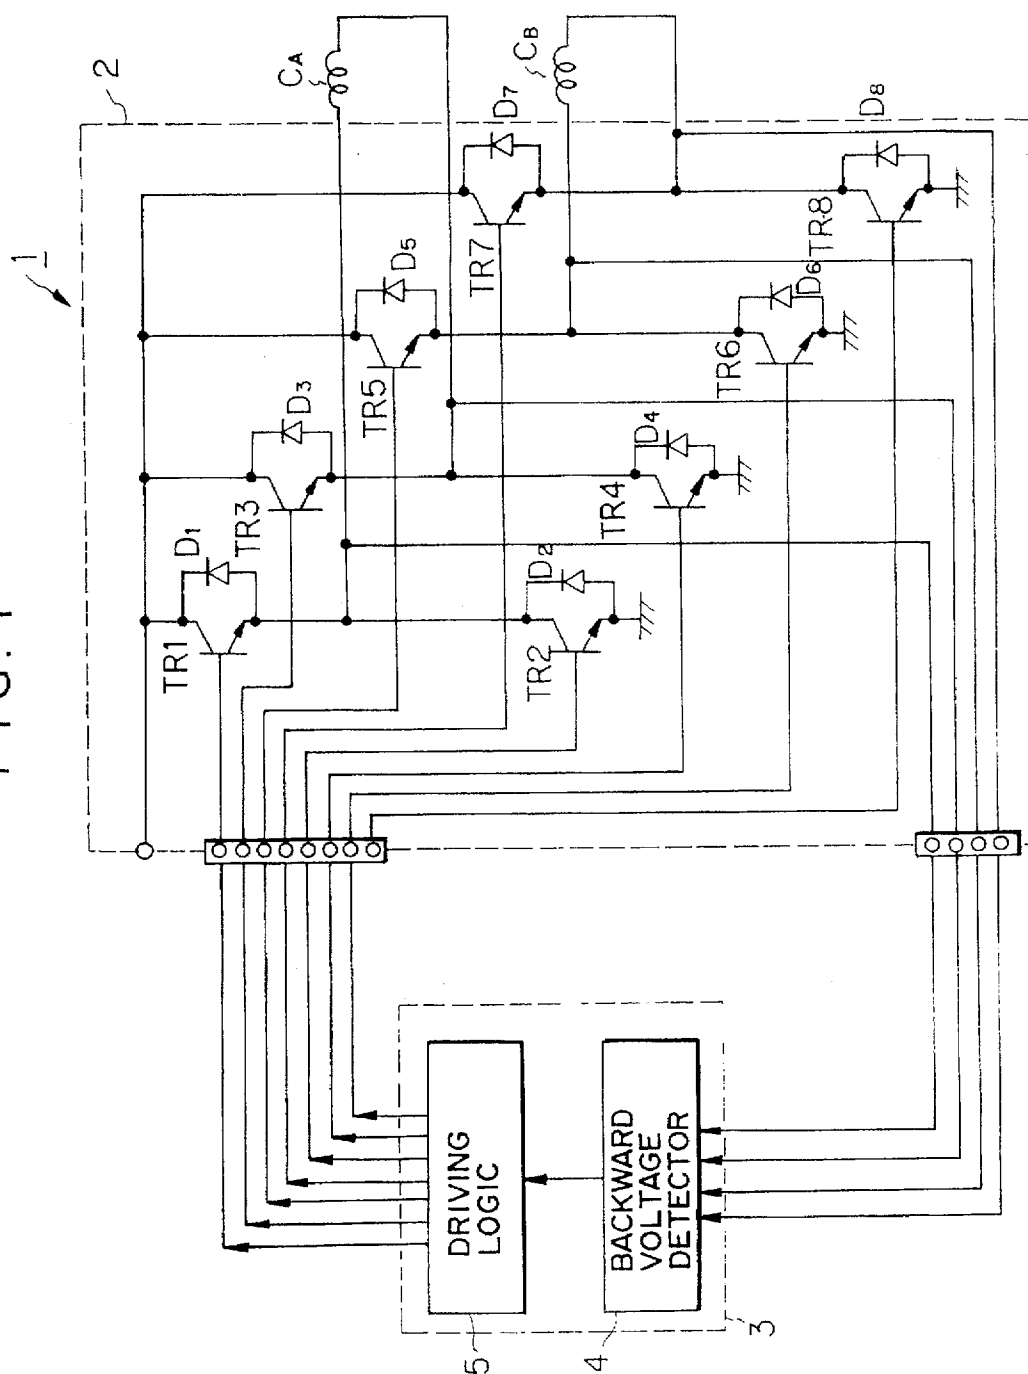 FIG. 1
1
2
CA
CB
D7
D8
D5
TR7
TR8
D6
D3
TR5
TR6
D4
D1
TR3
TR4
D2
TR1
TR2
DRIVING
LOGIC
BACKWARD
VOLTAGE
DETECTOR
5
4
3